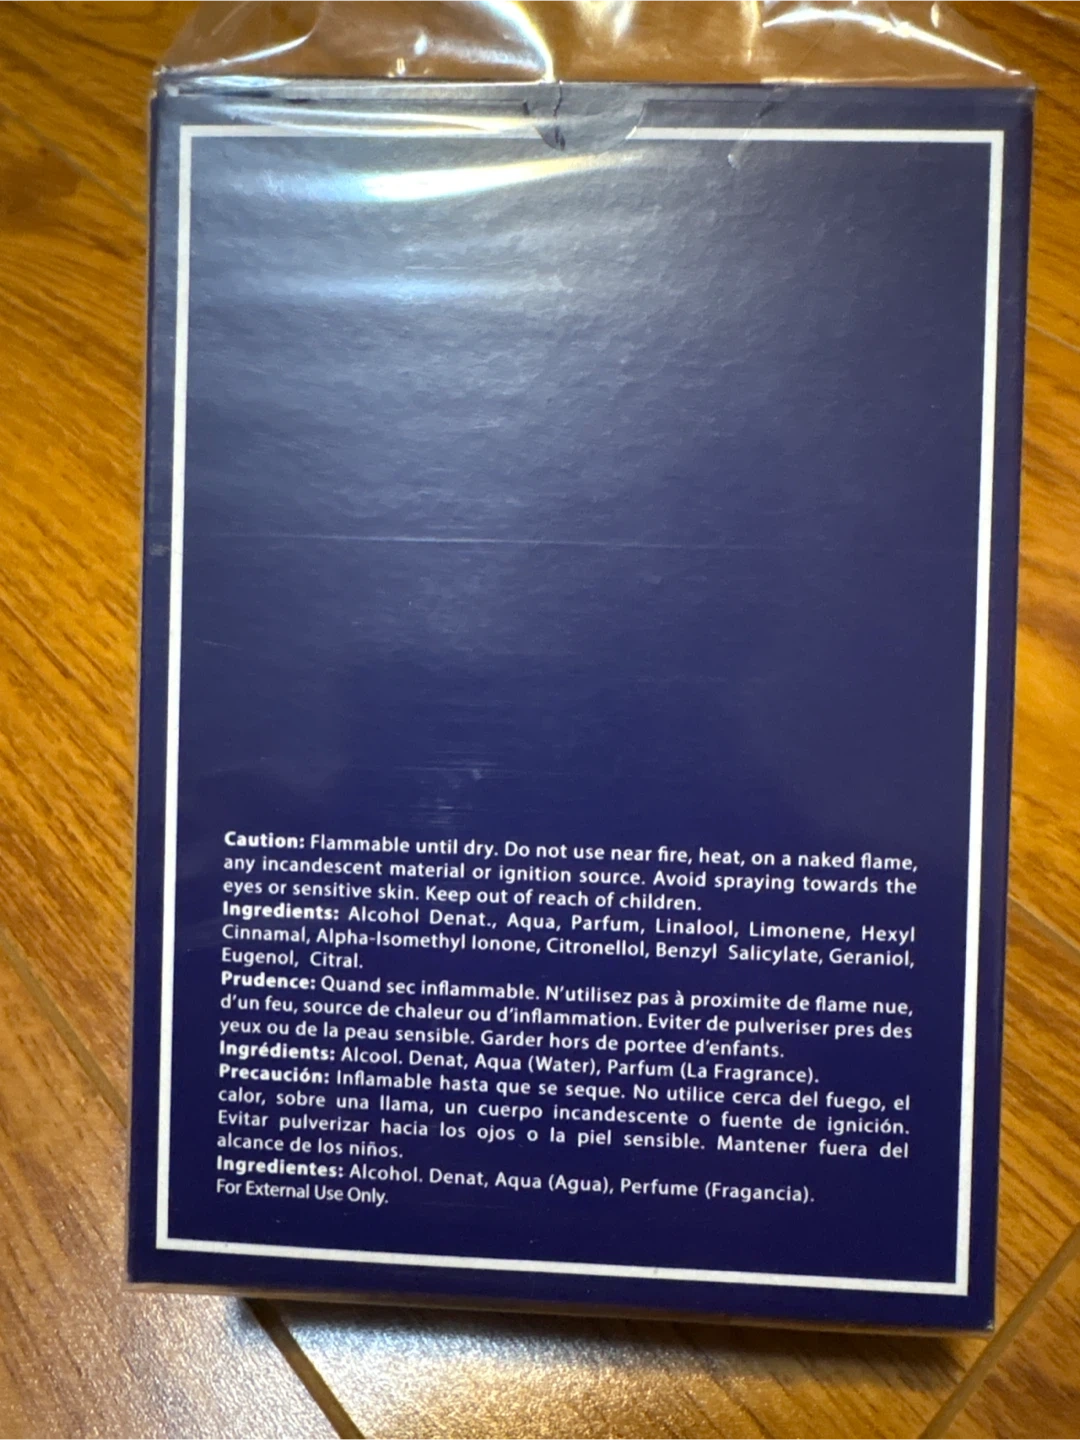 Caution: Flammable until dry. Do not use near fire, heat, on a naked flame,
any incandescent material or ignition source. Avoid spraying towards the
eyes or sensitive skin. Keep out of reach of children.
Ingredients: Alcohol Denat., Aqua, Parfum, Linalool, Limonene, Hexyl
Cinnamal, Alpha-Isomethyl Ionone, Citronellol, Benzyl Salicylate, Geraniol,
Eugenol, Citral.
Prudence: Quand sec inflammable. N'utilisez pas à proximite de flame nue,
d'un feu, source de chaleur ou d'inflammation. Eviter de pulveriser pres des
yeux ou de la peau sensible. Garder hors de portee d'enfants.
Ingrédients: Alcool. Denat, Aqua (Water), Parfum (La Fragrance).
Precaución: Inflamable hasta que se seque. No utilice cerca del fuego, el
calor, sobre una llama, un cuerpo incandescente o fuente de ignición.
Evitar pulverizar hacia los ojos o la piel sensible. Mantener fuera del
alcance de los niños.
Ingredientes: Alcohol. Denat, Aqua (Agua), Perfume (Fragancia).
For External Use Only.